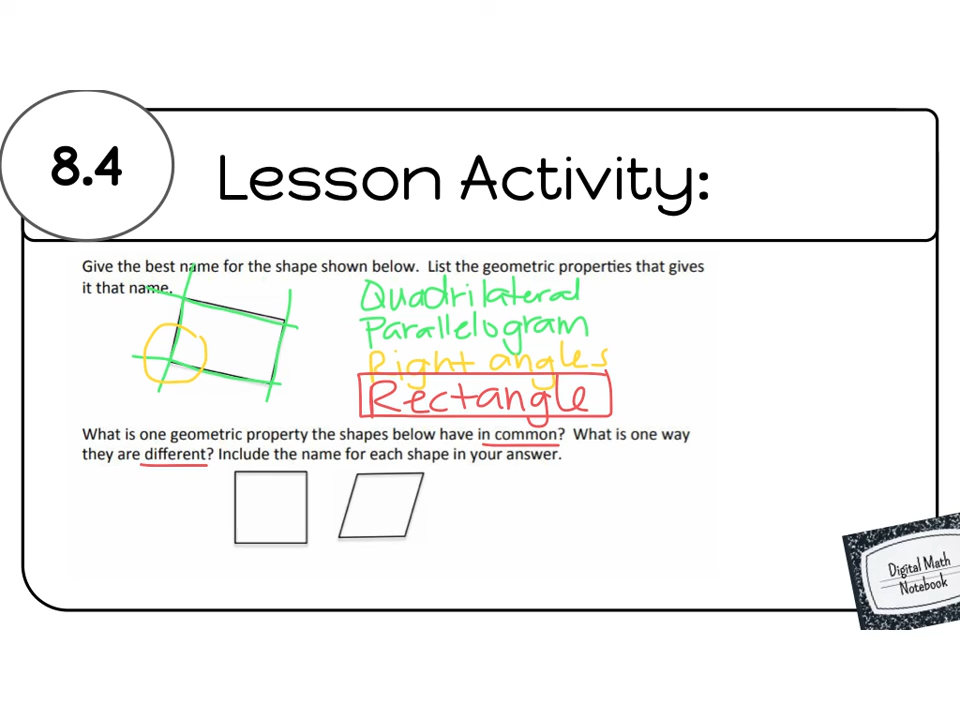 8.4
Lesson Activity:
Give the best name for the shape shown below. List the geometric properties that gives
it that name.
Quadrilateral
Parallelogram
Right angles
Rectangle
What is one geometric property the shapes below have in common? What is one way
they are different? Include the name for each shape in your answer.
Digital Math
Notebook